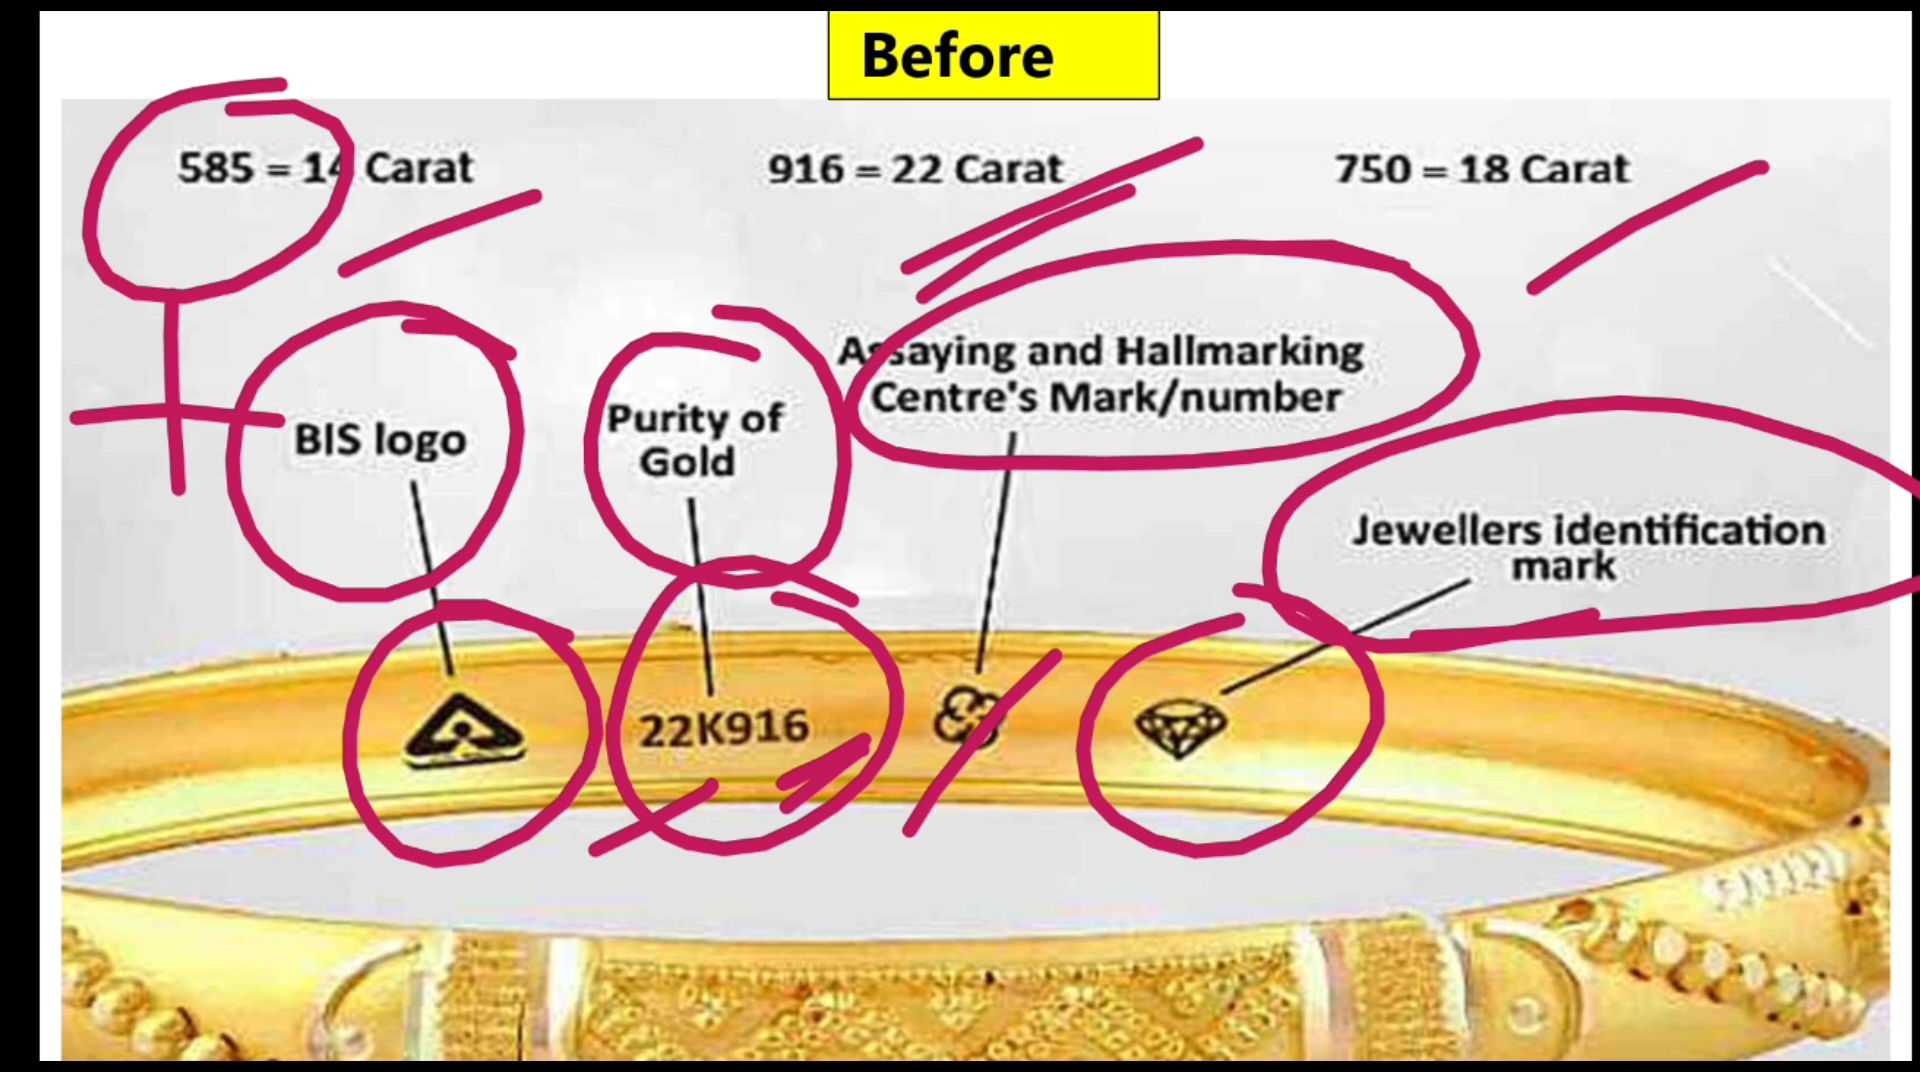 Before
585 = 14 Carat
916 = 22 Carat
750 = 18 Carat
Assaying and Hallmarking
Centre's Mark/number
BIS logo
Purity of
Gold
Jewellers identification
mark
22K916